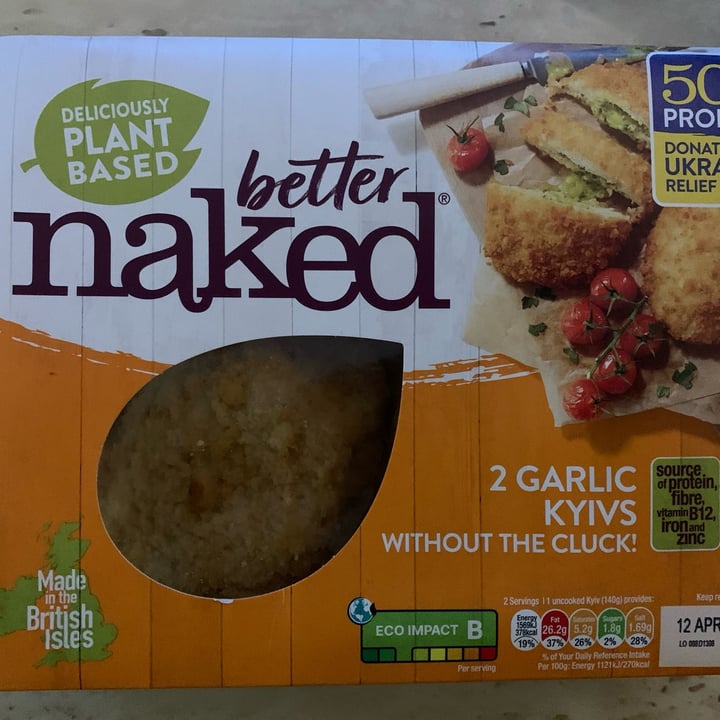 DELICIOUSLY
PLANT
BASED
better
naked®
50
DONAT
UKRA
RELIEF
2 GARLIC
KYIVS
WITHOUT THE CLUCK!
source
of protein,
fibre,
vitamin B12,
iron and
zinc
Made
in the
British
Isles
ECO IMPACT B
Per serving
2 Servings | 1 uncooked Kyiv (140g) provides:
Energy
1569kJ
378kcal
19%
Fat
26.2g
37%
Saturates
5.2g
26%
Sugars
1.8g
2%
Salt
1.69g
28%
% of Your Daily Reference Intake
Per 100g: Energy 1121kJ/270kcal
Keep re
12 APR